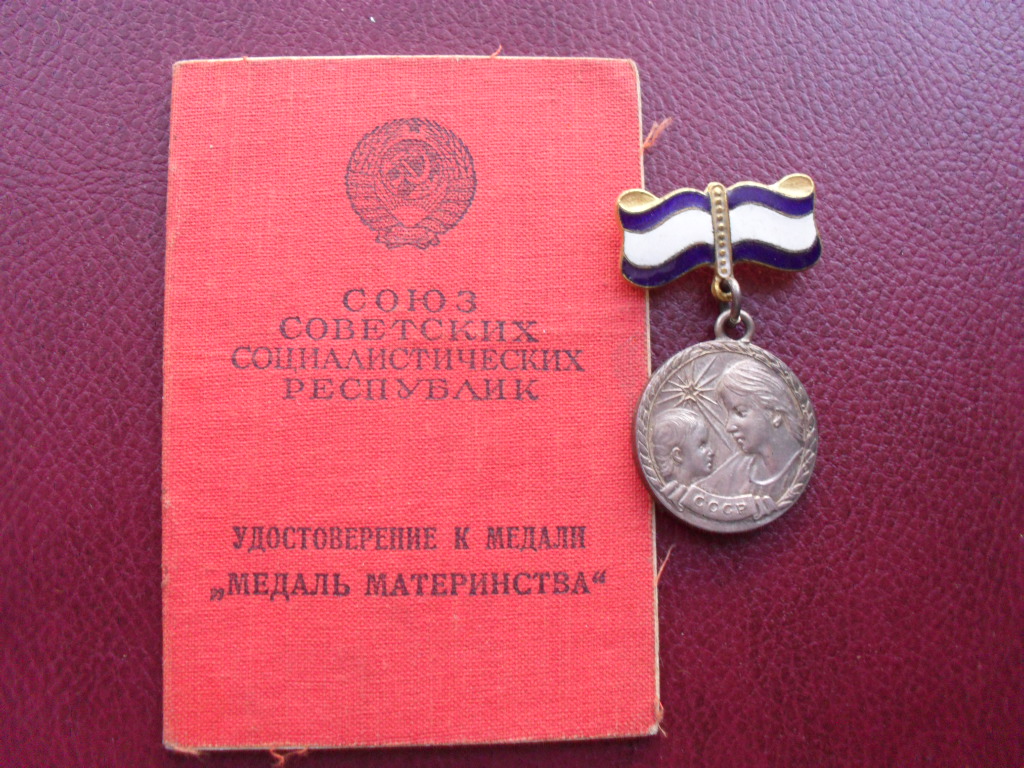 СОЮЗ
СОВЕТСКИХ
СОЦИАЛИСТИЧЕСКИХ
РЕСПУБЛИК
УДОСТОВЕРЕНИЕ К МЕДАЛИ
„МЕДАЛЬ МАТЕРИНСТВА“
СССР